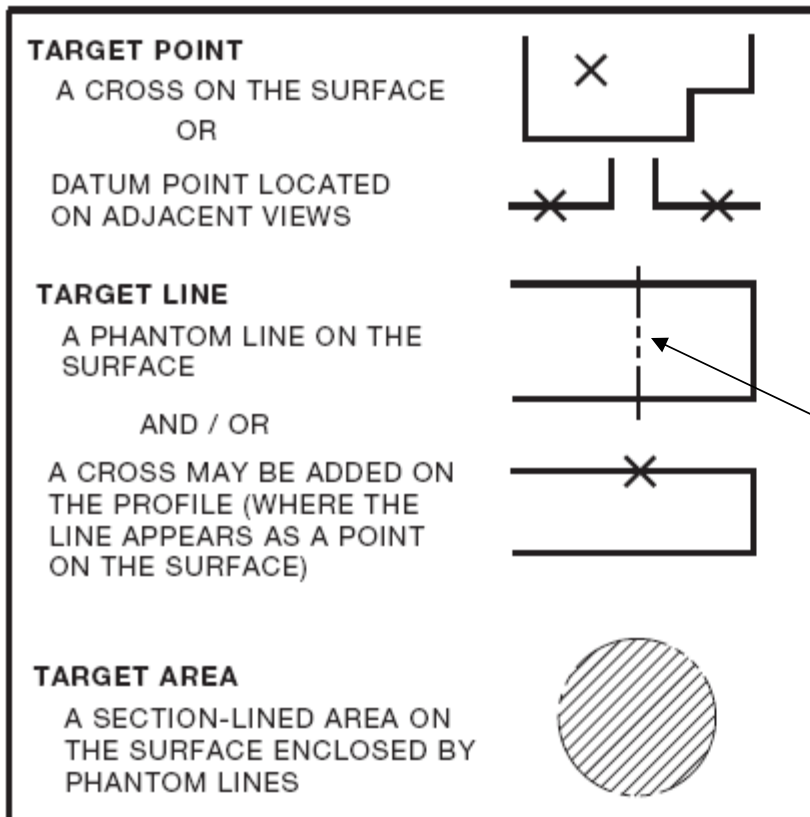 TARGET POINT
A CROSS ON THE SURFACE
OR
DATUM POINT LOCATED
ON ADJACENT VIEWS
TARGET LINE
A PHANTOM LINE ON THE
SURFACE
AND / OR
A CROSS MAY BE ADDED ON
THE PROFILE (WHERE THE
LINE APPEARS AS A POINT
ON THE SURFACE)
TARGET AREA
A SECTION-LINED AREA ON
THE SURFACE ENCLOSED BY
PHANTOM LINES